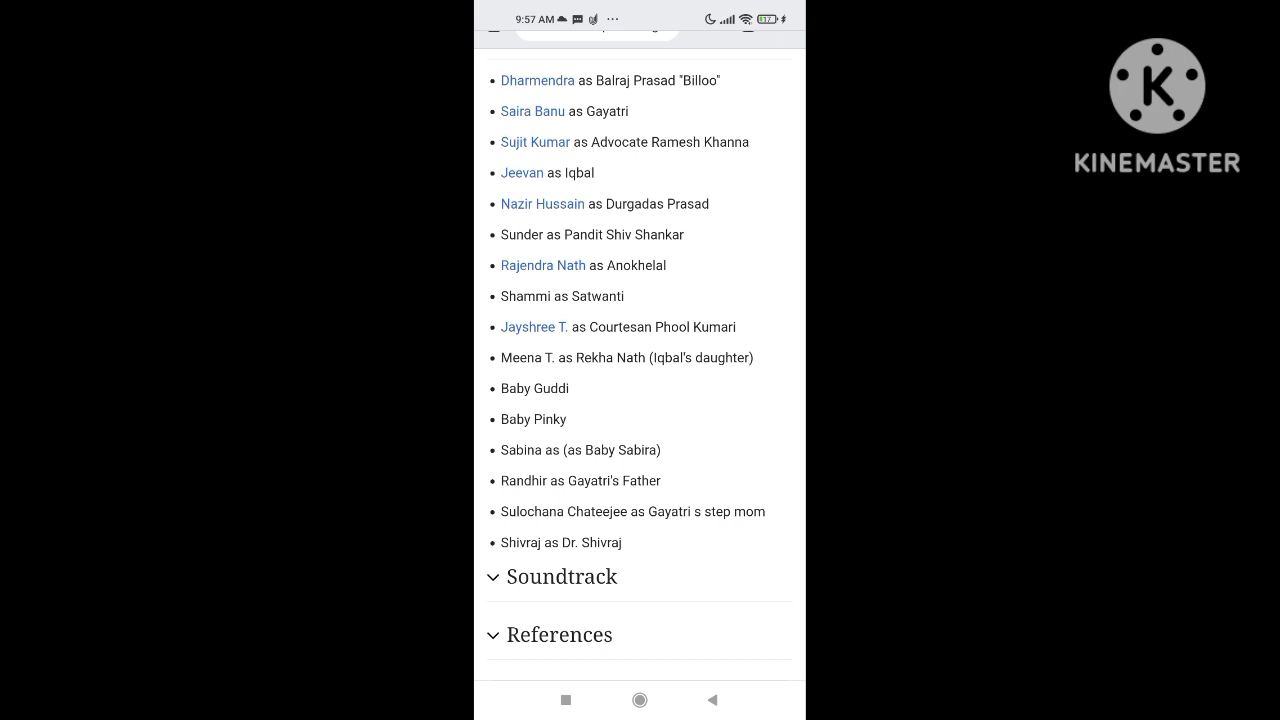 9:57 AM
17
Dharmendra as Balraj Prasad "Billoo"
Saira Banu as Gayatri
Sujit Kumar as Advocate Ramesh Khanna
Jeevan as Iqbal
Nazir Hussain as Durgadas Prasad
Sunder as Pandit Shiv Shankar
Rajendra Nath as Anokhelal
Shammi as Satwanti
Jayshree T. as Courtesan Phool Kumari
Meena T. as Rekha Nath (Iqbal's daughter)
Baby Guddi
Baby Pinky
Sabina as (as Baby Sabira)
Randhir as Gayatri's Father
Sulochana Chateejee as Gayatri s step mom
Shivraj as Dr. Shivraj
Soundtrack
References
K
KINEMASTER